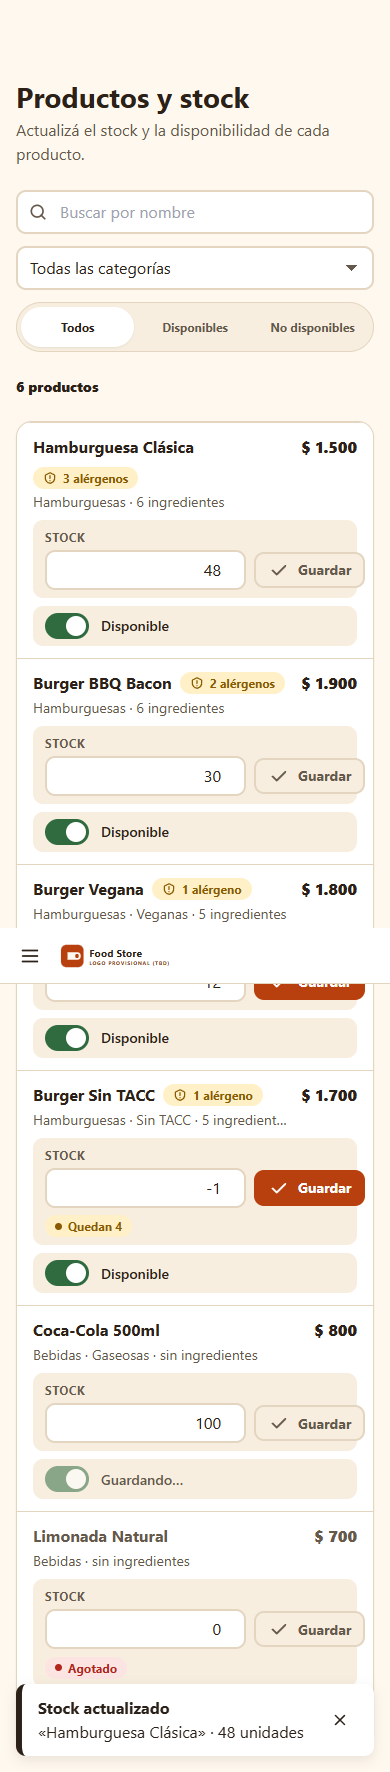 Productos y stock
Actualizá el stock y la disponibilidad de cada
producto.
Buscar por nombre
Todas las categorías
Todos Disponibles No disponibles
6 productos
Hamburguesa Clásica $ 1.500
3 alérgenos
Hamburguesas · 6 ingredientes
STOCK
48 Guardar
Disponible
Burger BBQ Bacon 2 alérgenos $ 1.900
Hamburguesas · 6 ingredientes
STOCK
30 Guardar
Disponible
Burger Vegana 1 alérgeno $ 1.800
Hamburguesas · Veganas · 5 ingredientes
Food Store
LOGO PROVISIONAL (TBD)
12 Guardar
Disponible
Burger Sin TACC 1 alérgeno $ 1.700
Hamburguesas · Sin TACC · 5 ingredient...
STOCK
-1 Guardar
Quedan 4
Disponible
Coca-Cola 500ml $ 800
Bebidas · Gaseosas · sin ingredientes
STOCK
100 Guardar
Guardando...
Limonada Natural $ 700
Bebidas · sin ingredientes
STOCK
0 Guardar
Agotado
Stock actualizado
«Hamburguesa Clásica» · 48 unidades